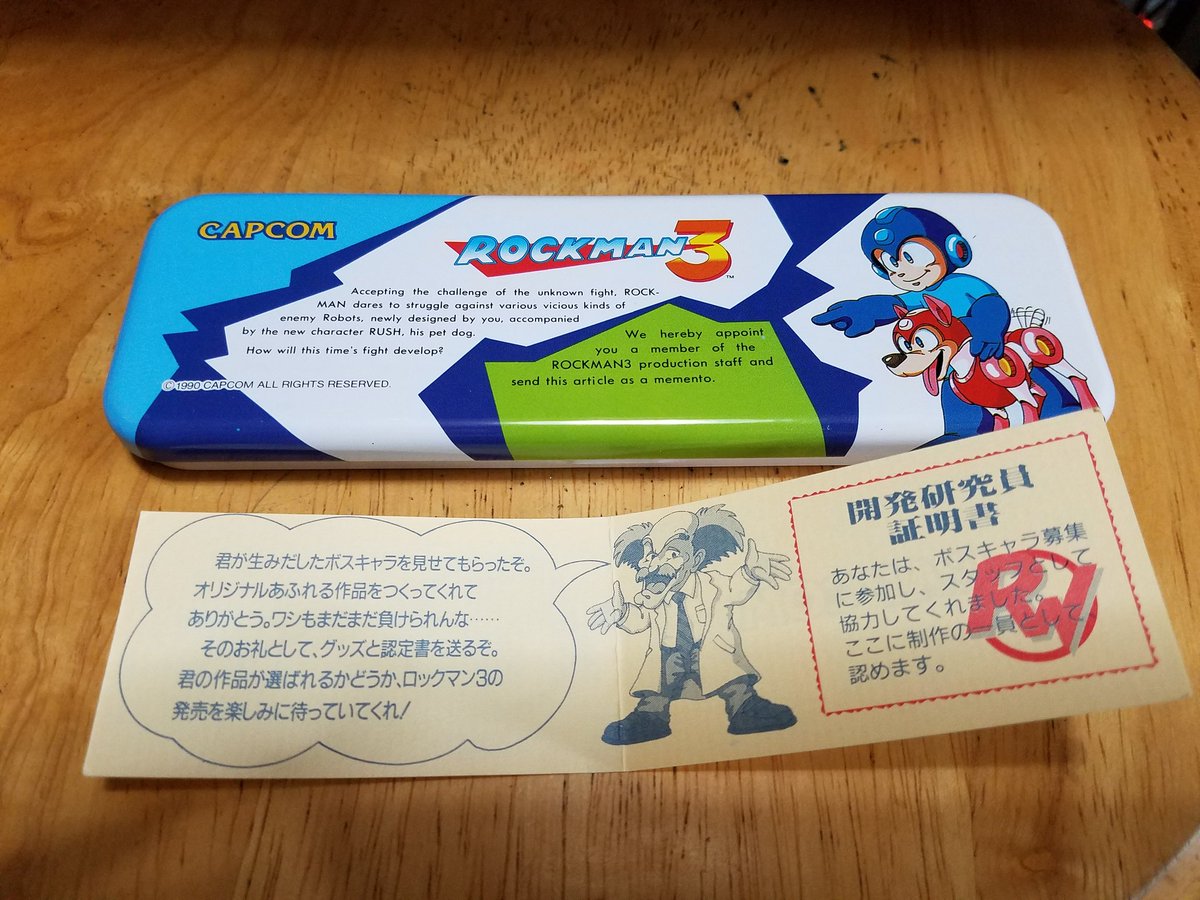 CAPCOM
ROCKMAN 3 ™
Accepting the challenge of the unknown fight, ROCK-
MAN dares to struggle against various vicious kinds of
enemy Robots, newly designed by you, accompanied
by the new character RUSH, his pet dog.
How will this time's fight develop?
We hereby appoint
you a member of the
ROCKMAN3 production staff and
send this article as a memento.
©1990 CAPCOM ALL RIGHTS RESERVED.
君が生みだしたボスキャラを見せてもらったぞ。
オリジナルあふれる作品をつくってくれて
ありがとう。ワシもまだまだ負けられんな……
そのお礼として、グッズと認定書を送るぞ。
君の作品が選ばれるかどうか、ロックマン3の
発売を楽しみに待っていてくれ!
開発研究員
証明書
あなたは、ボスキャラ募集
に参加し、スタッフとして
協力してくれました。
ここに制作の一員として
認めます。
RW